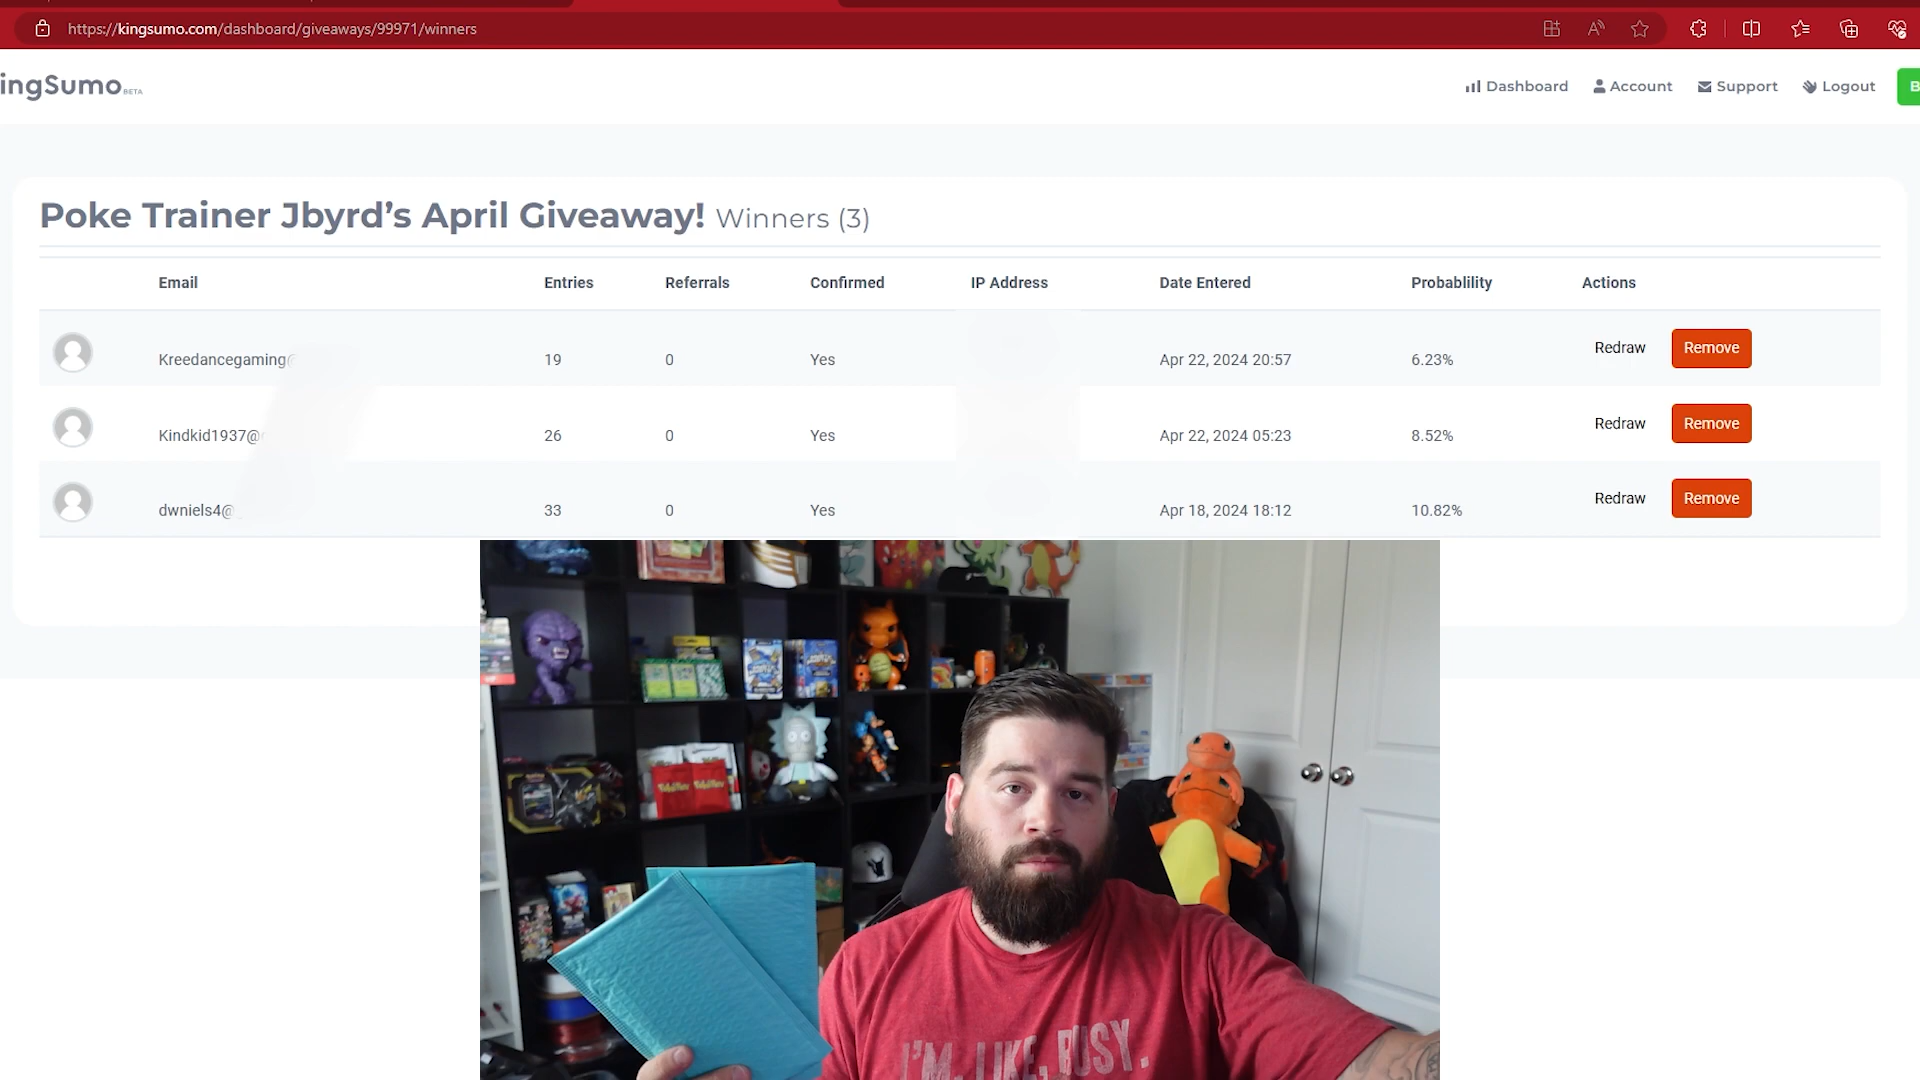 https://kingsumo.com/dashboard/giveaways/99971/winners
ingSumo BETA
Dashboard Account Support Logout B
Poke Trainer Jbyrd’s April Giveaway! Winners (3)
Email Entries Referrals Confirmed IP Address Date Entered Probablility Actions
Kreedancegaming@ 19 0 Yes Apr 22, 2024 20:57 6.23% Redraw Remove
Kindkid1937@ 26 0 Yes Apr 22, 2024 05:23 8.52% Redraw Remove
dwniels4@ 33 0 Yes Apr 18, 2024 18:12 10.82% Redraw Remove
I'M. LIKE. BUSY.